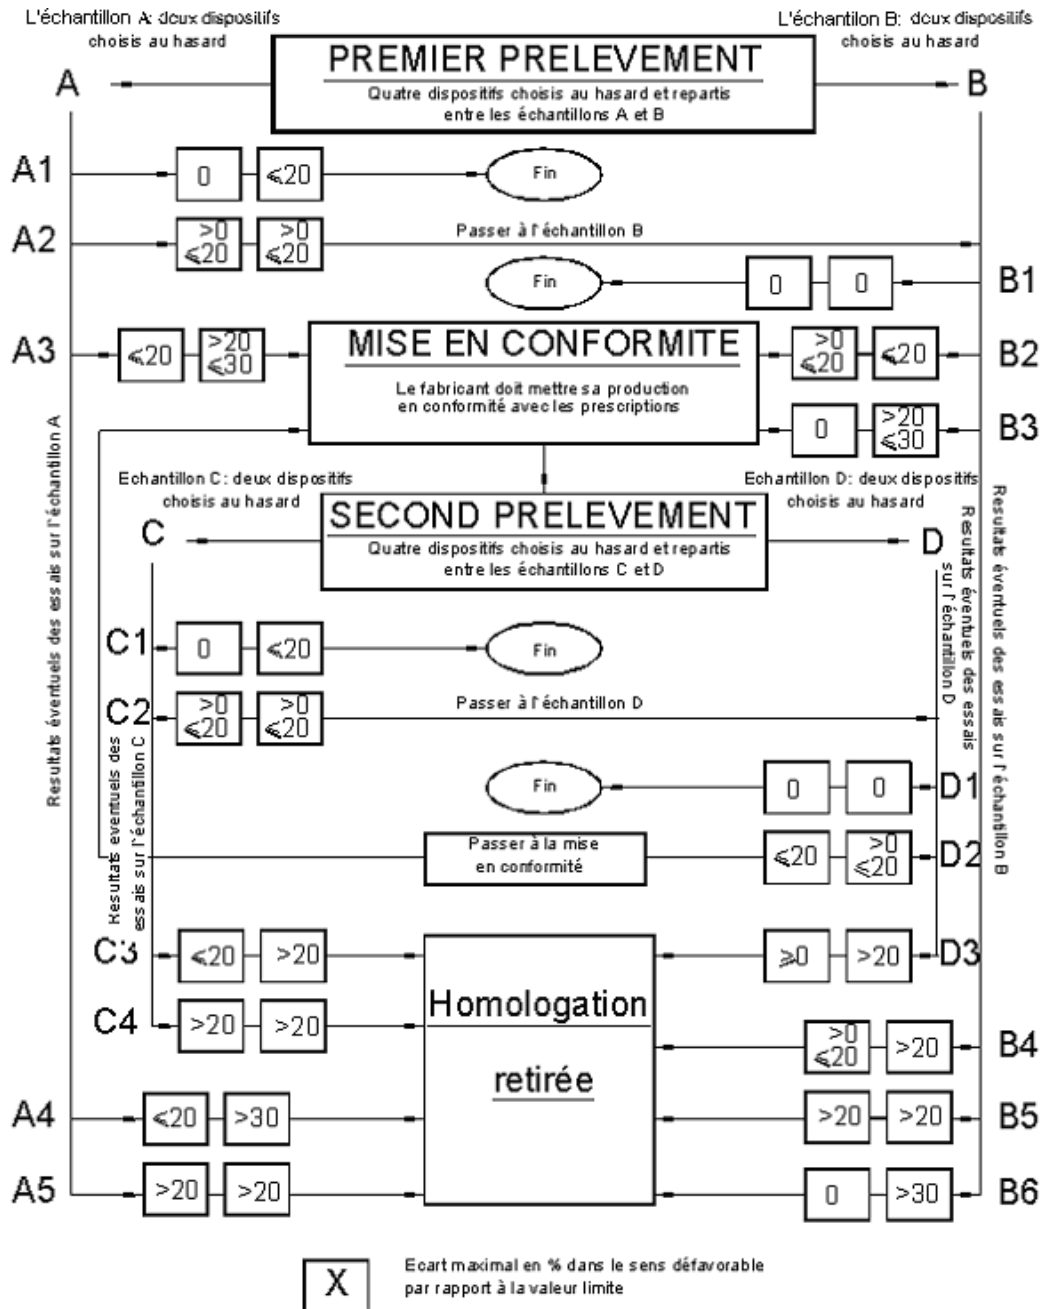 L'échantillon A: deux dispositifs
choisis au hasard
L'échantillon B: deux dispositifs
choisis au hasard
PREMIER PRELEVEMENT
Quatre dispositifs choisis au hasard et repartis
entre les échantillons A et B
A
B
A1
0
≤20
Fin
A2
>0
≤20
>0
≤20
Passer à l'échantillon B
Fin
0
0
B1
A3
≤20
>20
≤30
MISE EN CONFORMITE
Le fabricant doit mettre sa production
en conformité avec les prescriptions
>0
≤20
≤20
B2
0
>20
≤30
B3
Echantillon C: deux dispositifs
choisis au hasard
Echantillon D: deux dispositifs
choisis au hasard
SECOND PRELEVEMENT
Quatre dispositifs choisis au hasard et repartis
entre les échantillons C et D
C
D
Resultats éventuels des essais sur l'échantillon A
Resultats éventuels des essais
sur l'échantillon D
Resultats éventuels des essais sur l'échantillon B
C1
0
≤20
Fin
C2
>0
≤20
>0
≤20
Passer à l'échantillon D
Resultats eventuels des
essais sur l'échantillon C
Fin
0
0
D1
Passer à la mise
en conformité
≤20
>0
≤20
D2
C3
≤20
>20
Homologation
retirée
≥0
>20
D3
C4
>20
>20
>0
≤20
>20
B4
A4
≤20
>30
>20
>20
B5
A5
>20
>20
0
>30
B6
X
Ecart maximal en % dans le sens défavorable
par rapport à la valeur limite